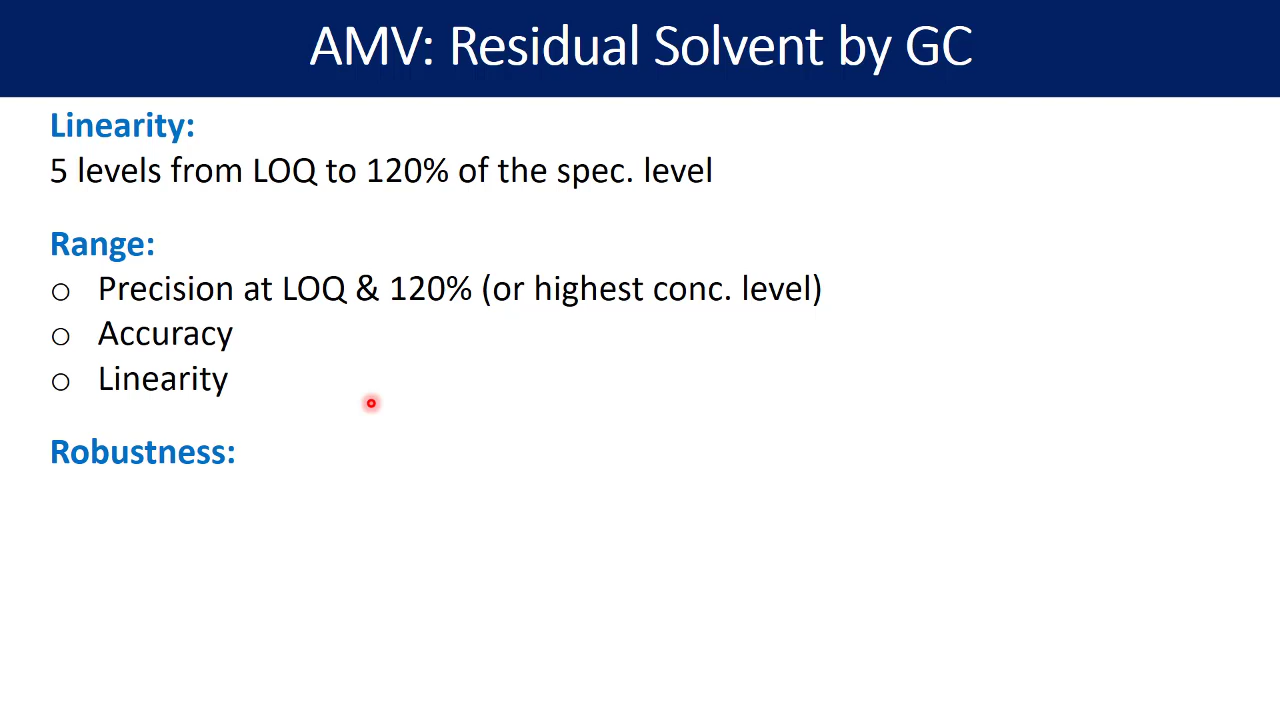 AMV: Residual Solvent by GC
Linearity:
5 levels from LOQ to 120% of the spec. level
Range:
o Precision at LOQ & 120% (or highest conc. level)
o Accuracy
o Linearity
Robustness: